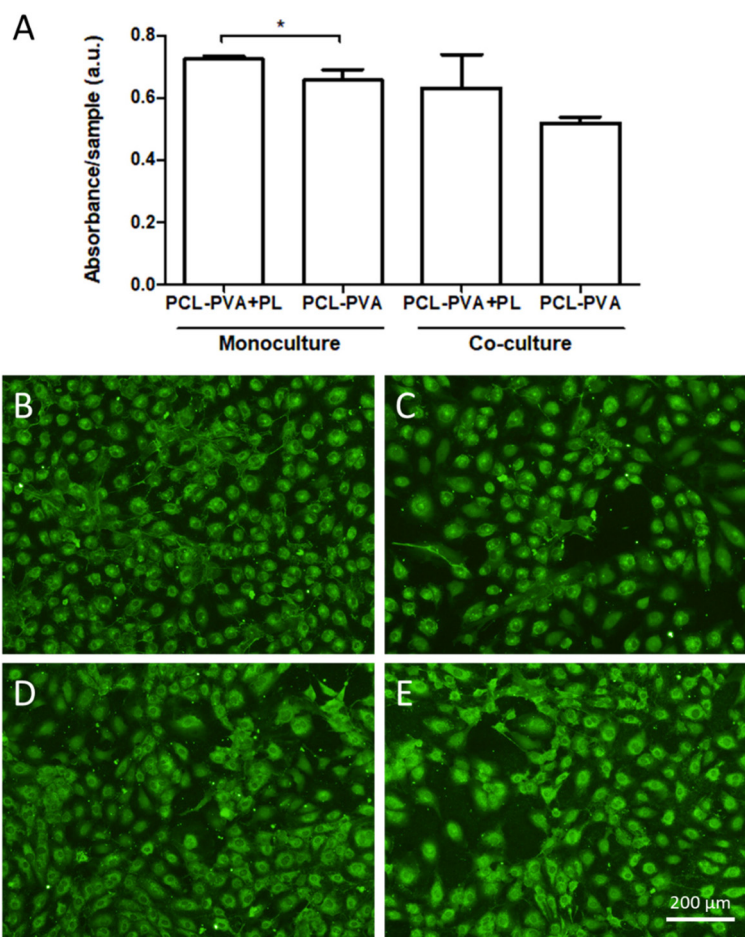 A
*
Absorbance/sample (a.u.)
0.8
0.6
0.4
0.2
0.0
PCL-PVA+PL PCL-PVA PCL-PVA+PL PCL-PVA
Monoculture Co-culture
B C
D E
200 µm